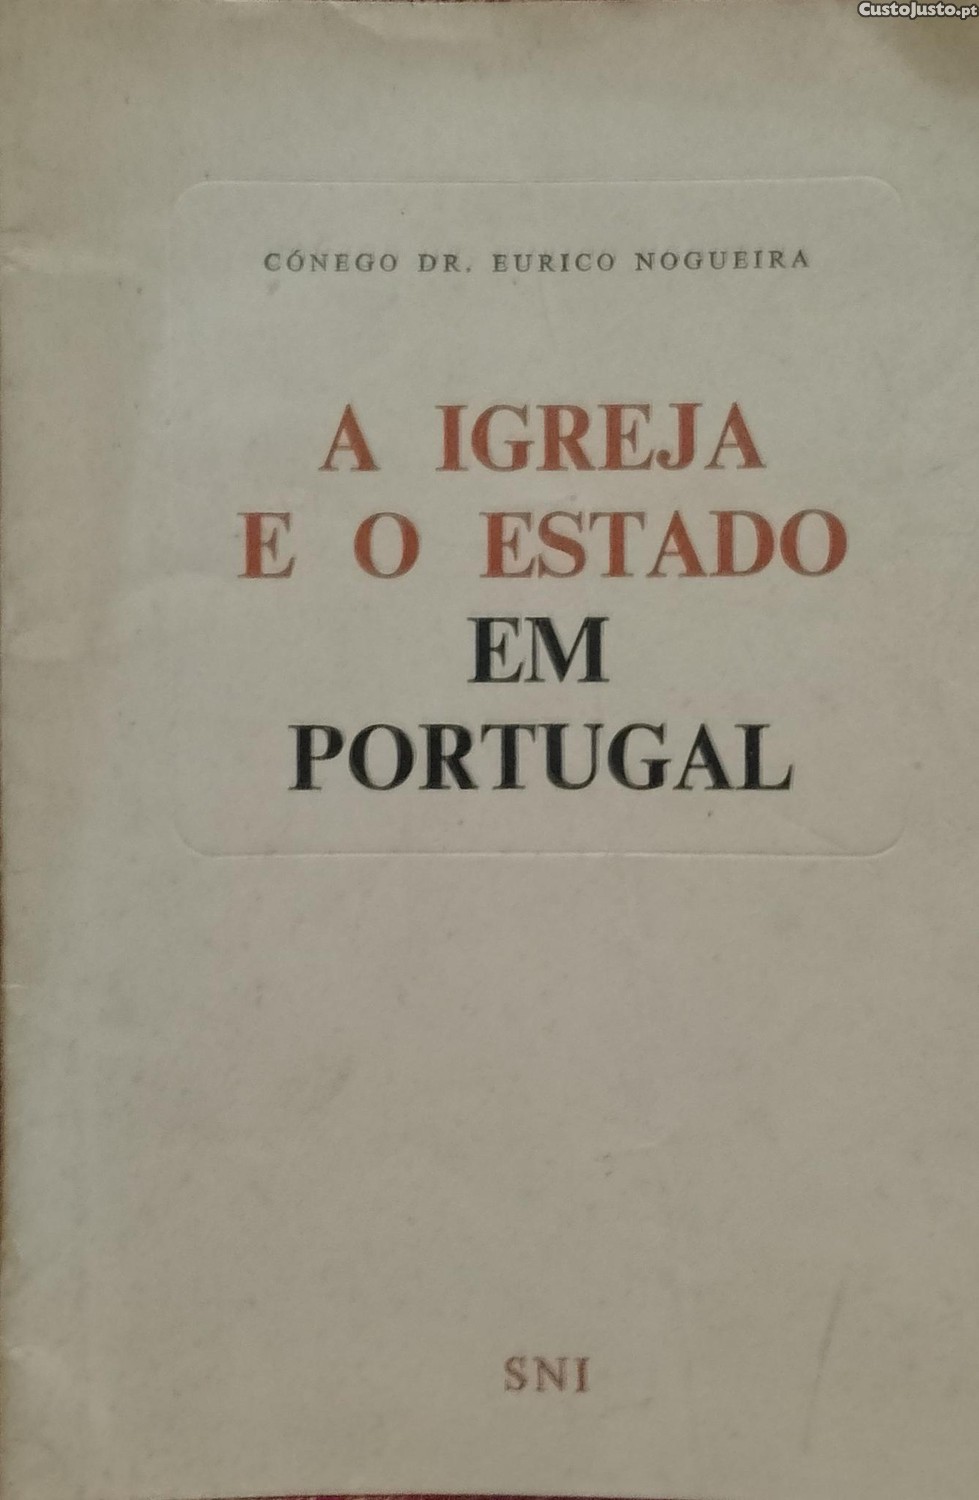 CustoJusto.pt
CÓNEGO DR. EURICO NOGUEIRA
A IGREJA
E O ESTADO
EM
PORTUGAL
SNI